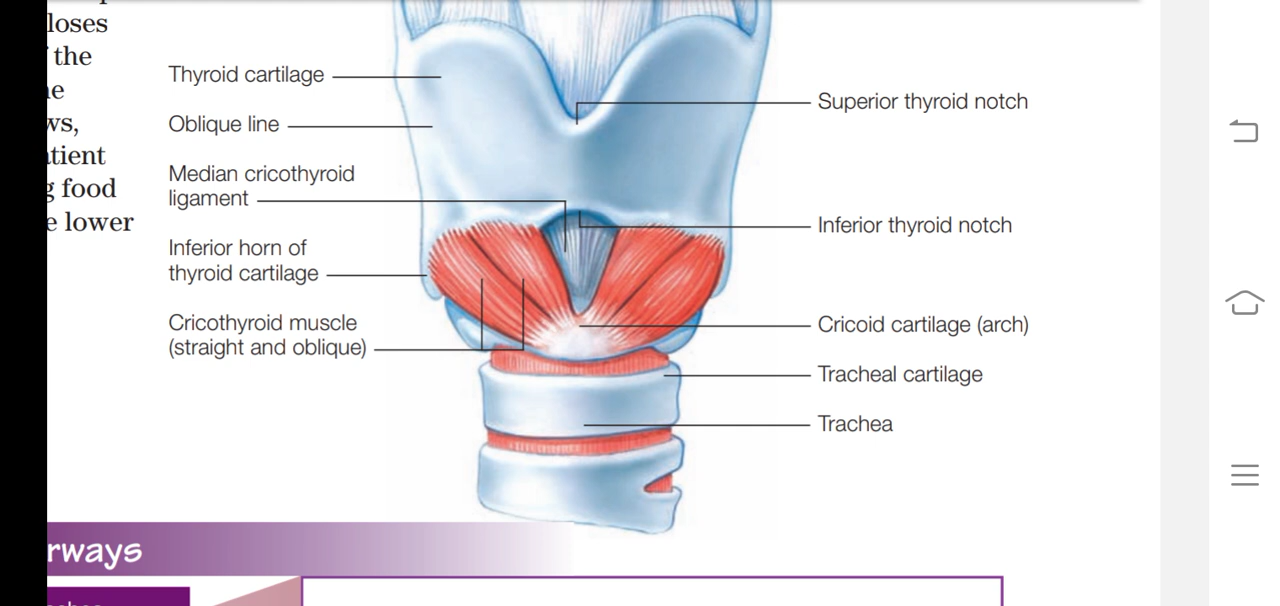 loses
the
ws,
food
lower
Thyroid cartilage
Oblique line
Median cricothyroid
ligament
Inferior horn of
thyroid cartilage
Cricothyroid muscle
(straight and oblique)
Superior thyroid notch
Inferior thyroid notch
Cricoid cartilage (arch)
Tracheal cartilage
Trachea
rways